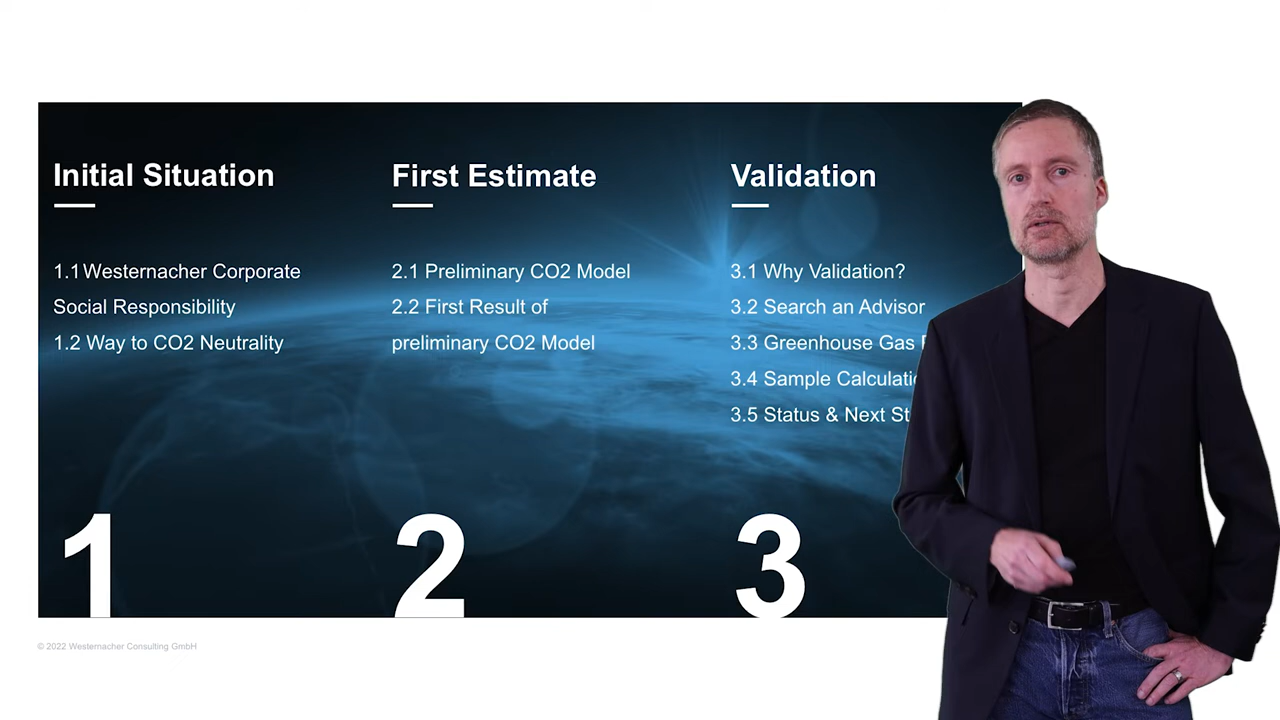 Initial Situation
1.1 Westernacher Corporate
Social Responsibility
1.2 Way to CO2 Neutrality
1
First Estimate
2.1 Preliminary CO2 Model
2.2 First Result of
preliminary CO2 Model
2
Validation
3.1 Why Validation?
3.2 Search an Advisor
3.3 Greenhouse Gas
3.4 Sample
3.5 Status & Next
3
© 2022 Westernacher Consulting GmbH